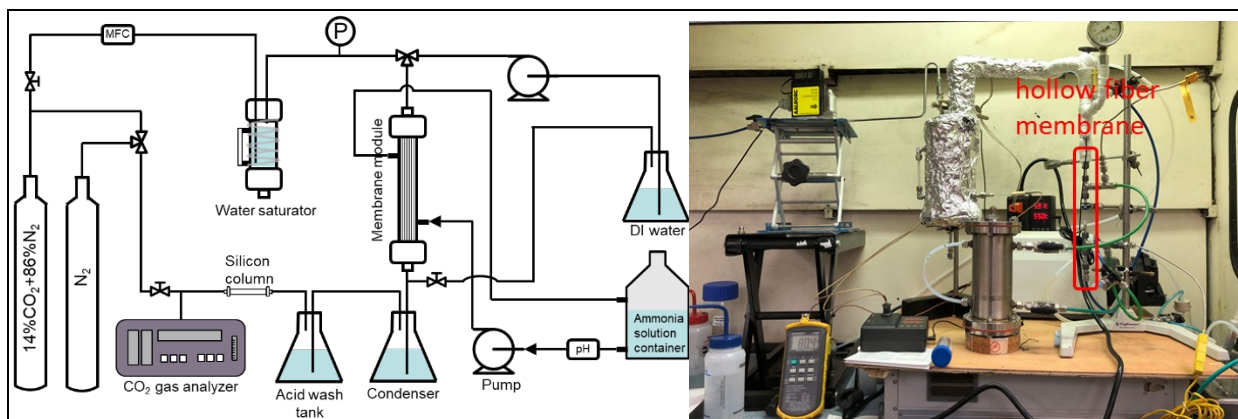 MFC
P
14%CO2+86%N2
N2
Water saturator
Membrane module
DI water
Silicon
column
Ammonia
solution
container
pH
CO2 gas analyzer
Acid wash
tank
Condenser
Pump
hollow fiber
membrane
804